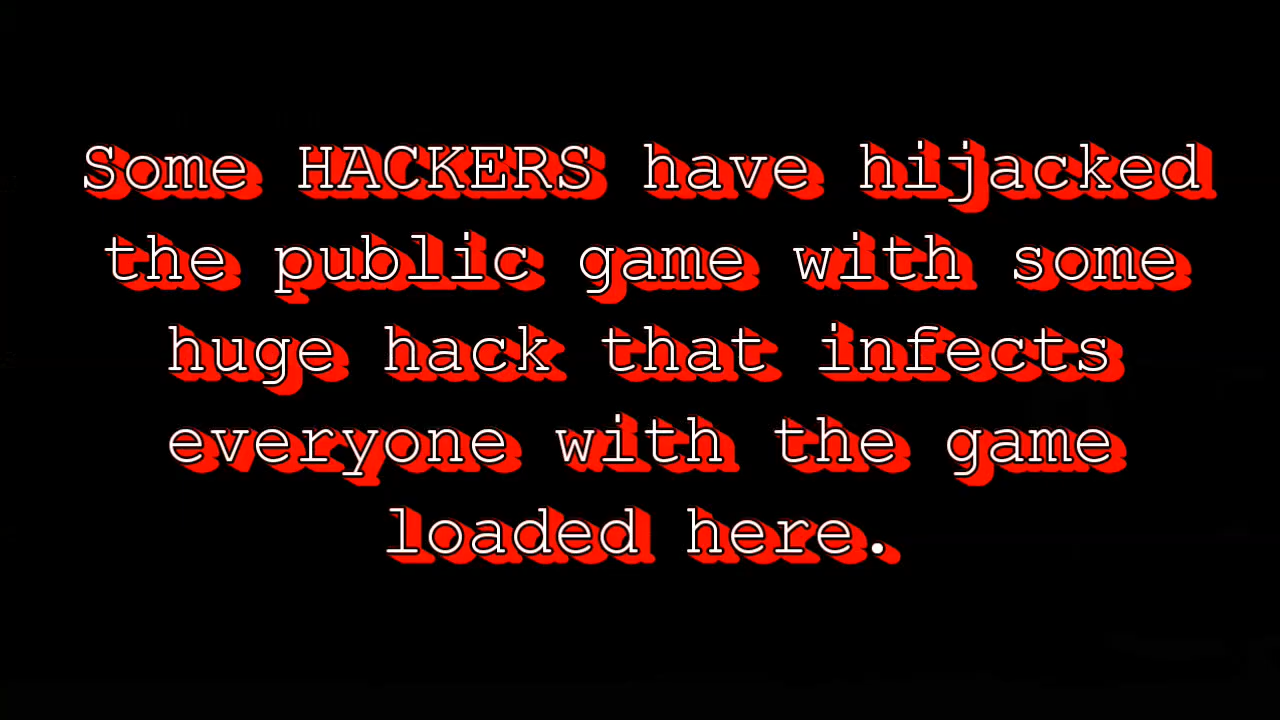 Some HACKERS have hijacked
the public game with some
huge hack that infects
everyone with the game
loaded here.